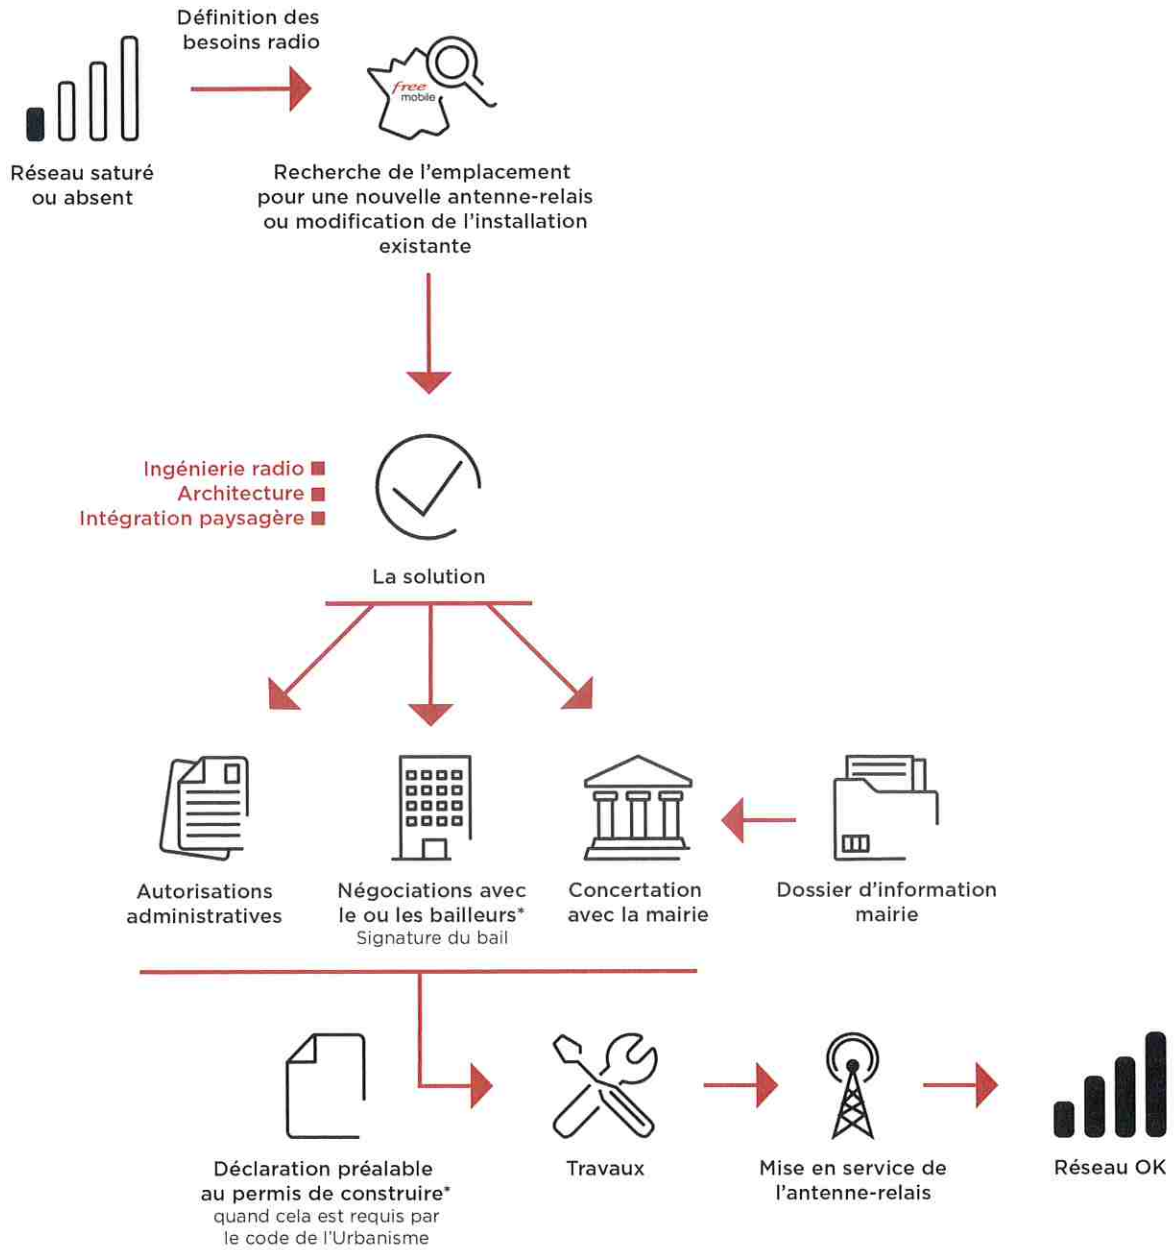 Définition des
besoins radio
free
mobile
Réseau saturé
ou absent
Recherche de l'emplacement
pour une nouvelle antenne-relais
ou modification de l'installation
existante
Ingénierie radio
Architecture
Intégration paysagère
La solution
Autorisations
administratives
Négociations avec
le ou les bailleurs*
Signature du bail
Concertation
avec la mairie
Dossier d'information
mairie
Déclaration préalable
au permis de construire*
quand cela est requis par
le code de l'Urbanisme
Travaux
Mise en service de
l'antenne-relais
Réseau OK